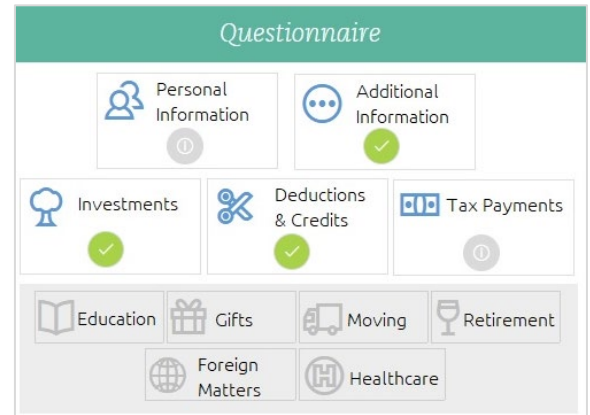 Questionnaire
Personal
Information
Additional
Information
Investments
Deductions
& Credits
Tax Payments
Education
Gifts
Moving
Retirement
Foreign
Matters
Healthcare